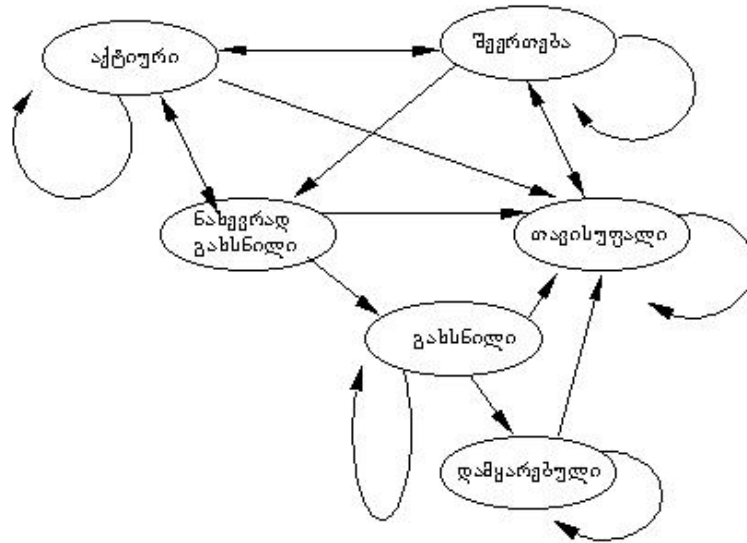 აქტიური
შეერთება
ნახევრად
გახსნილი
თავისუფალი
გახსნილი
დამყარებული